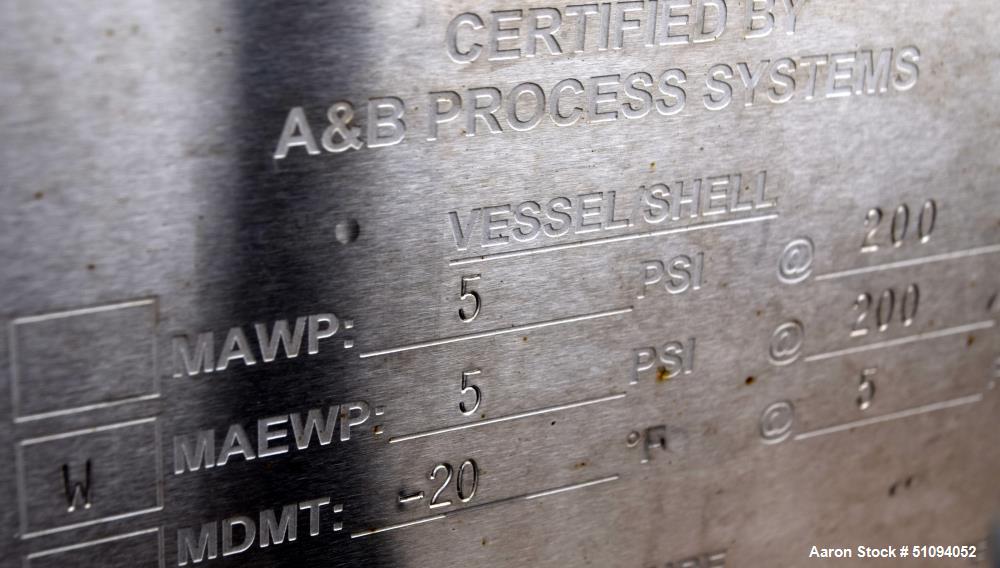 CERTIFIED BY
A&B PROCESS SYSTEMS
VESSEL/SHELL
MAWP: 5 PSI @ 200
MAEWP: 5 PSI @ 200
W
MDMT: -20 °F @ 5
Aaron Stock # 51094052